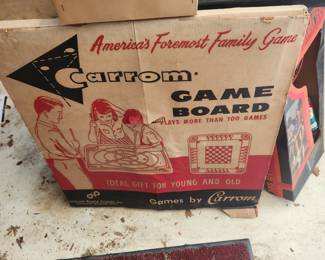 America's Foremost Family Game
Carrom
GAME
BOARD
PLAYS MORE THAN 100 GAMES
IDEAL GIFT FOR YOUNG AND OLD
Games by Carrom